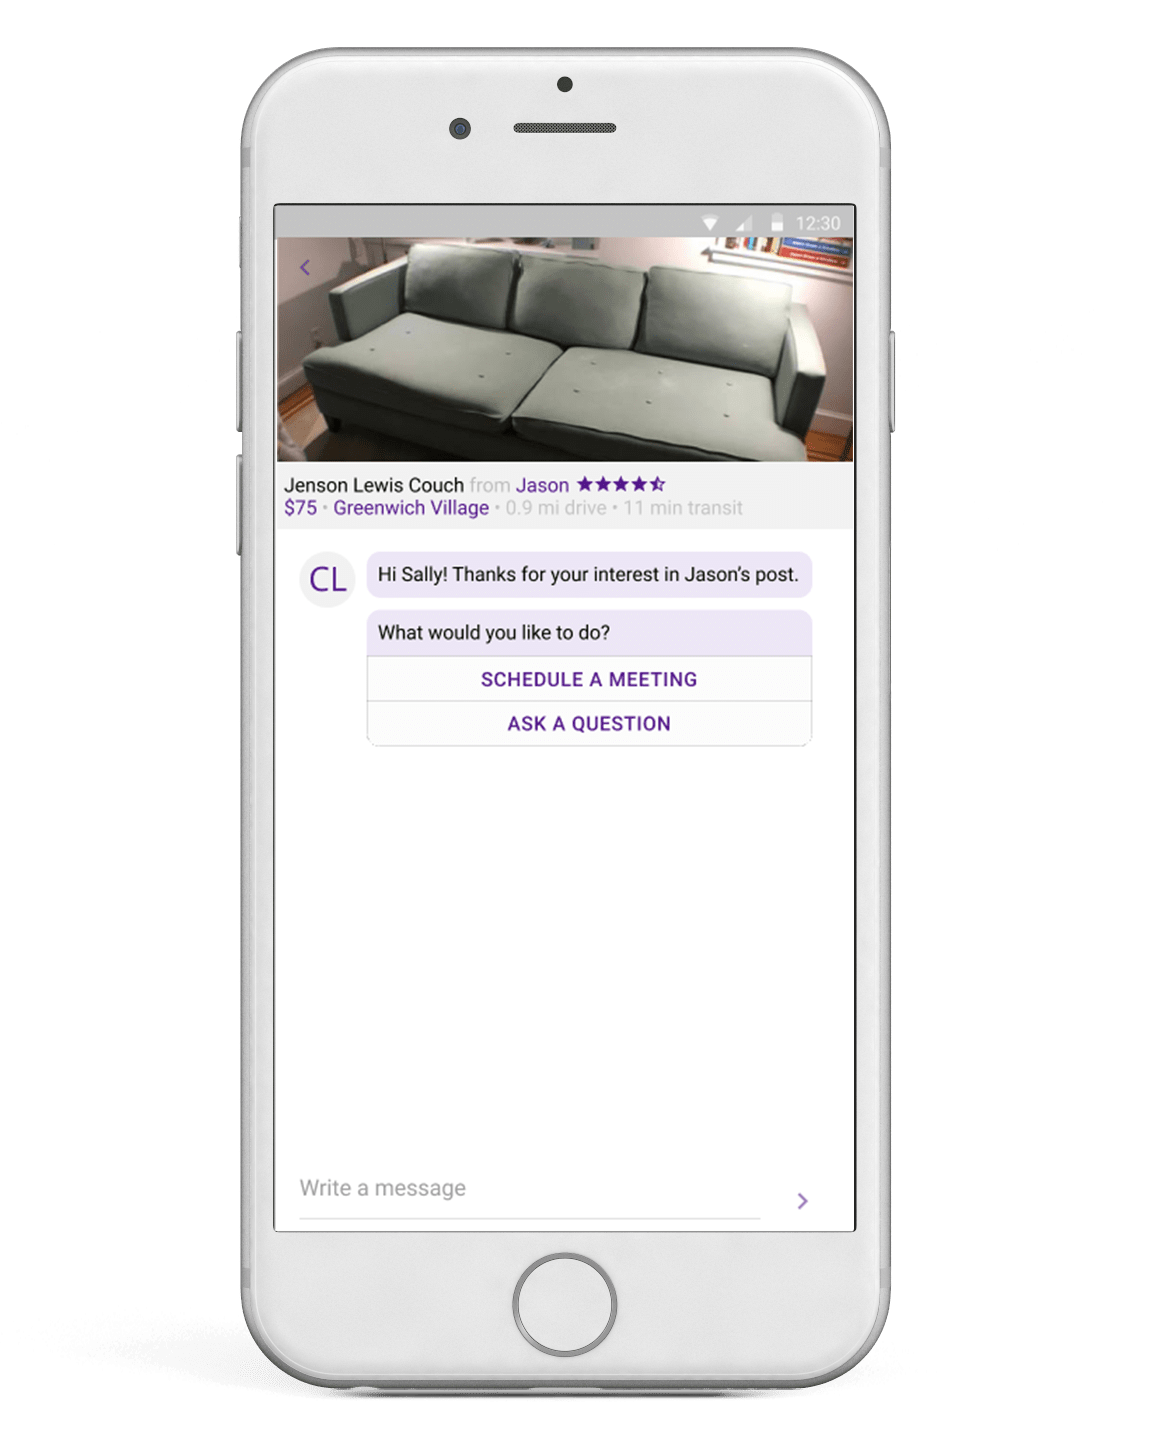 12:30
Jenson Lewis Couch from Jason
$75 • Greenwich Village • 0.9 mi drive • 11 min transit
CL
Hi Sally! Thanks for your interest in Jason’s post.
What would you like to do?
SCHEDULE A MEETING
ASK A QUESTION
Write a message